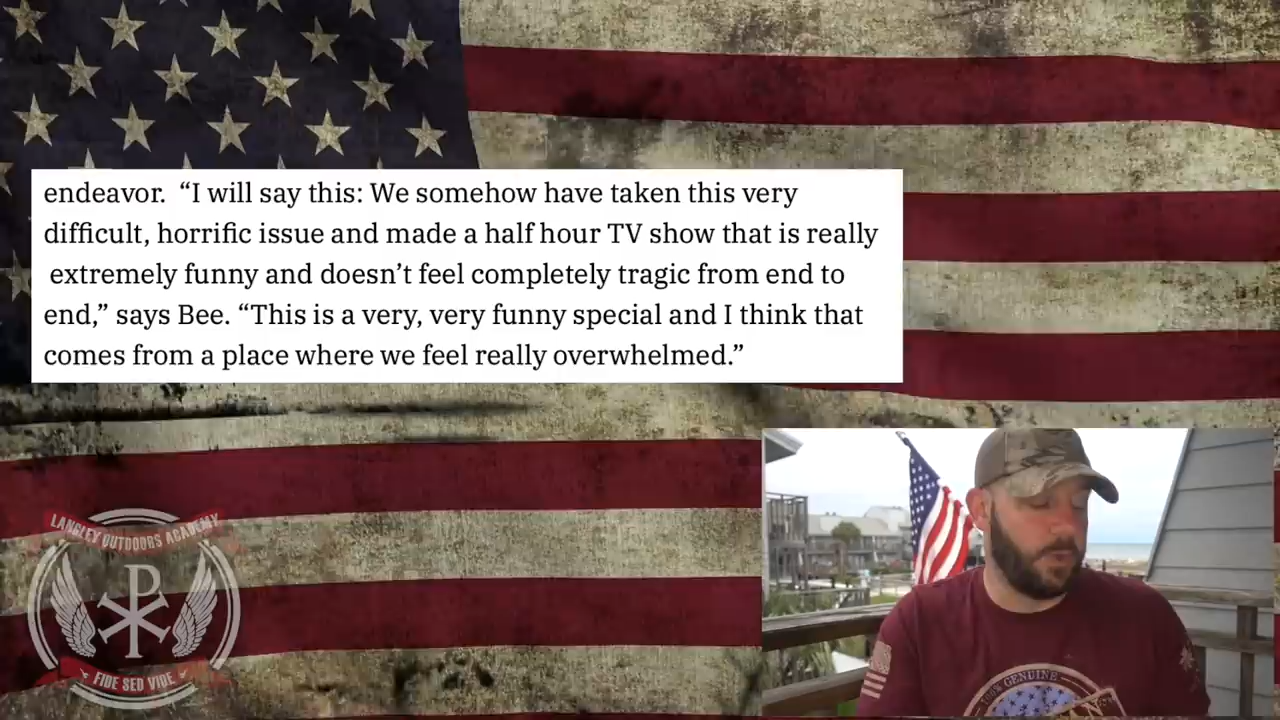 endeavor.  “I will say this: We somehow have taken this very
difficult, horrific issue and made a half hour TV show that is really
extremely funny and doesn’t feel completely tragic from end to
end,” says Bee. “This is a very, very funny special and I think that
comes from a place where we feel really overwhelmed.”
LANGLEY OUTDOORS ACADEMY
FIDE SED VIDE
100% GENUINE